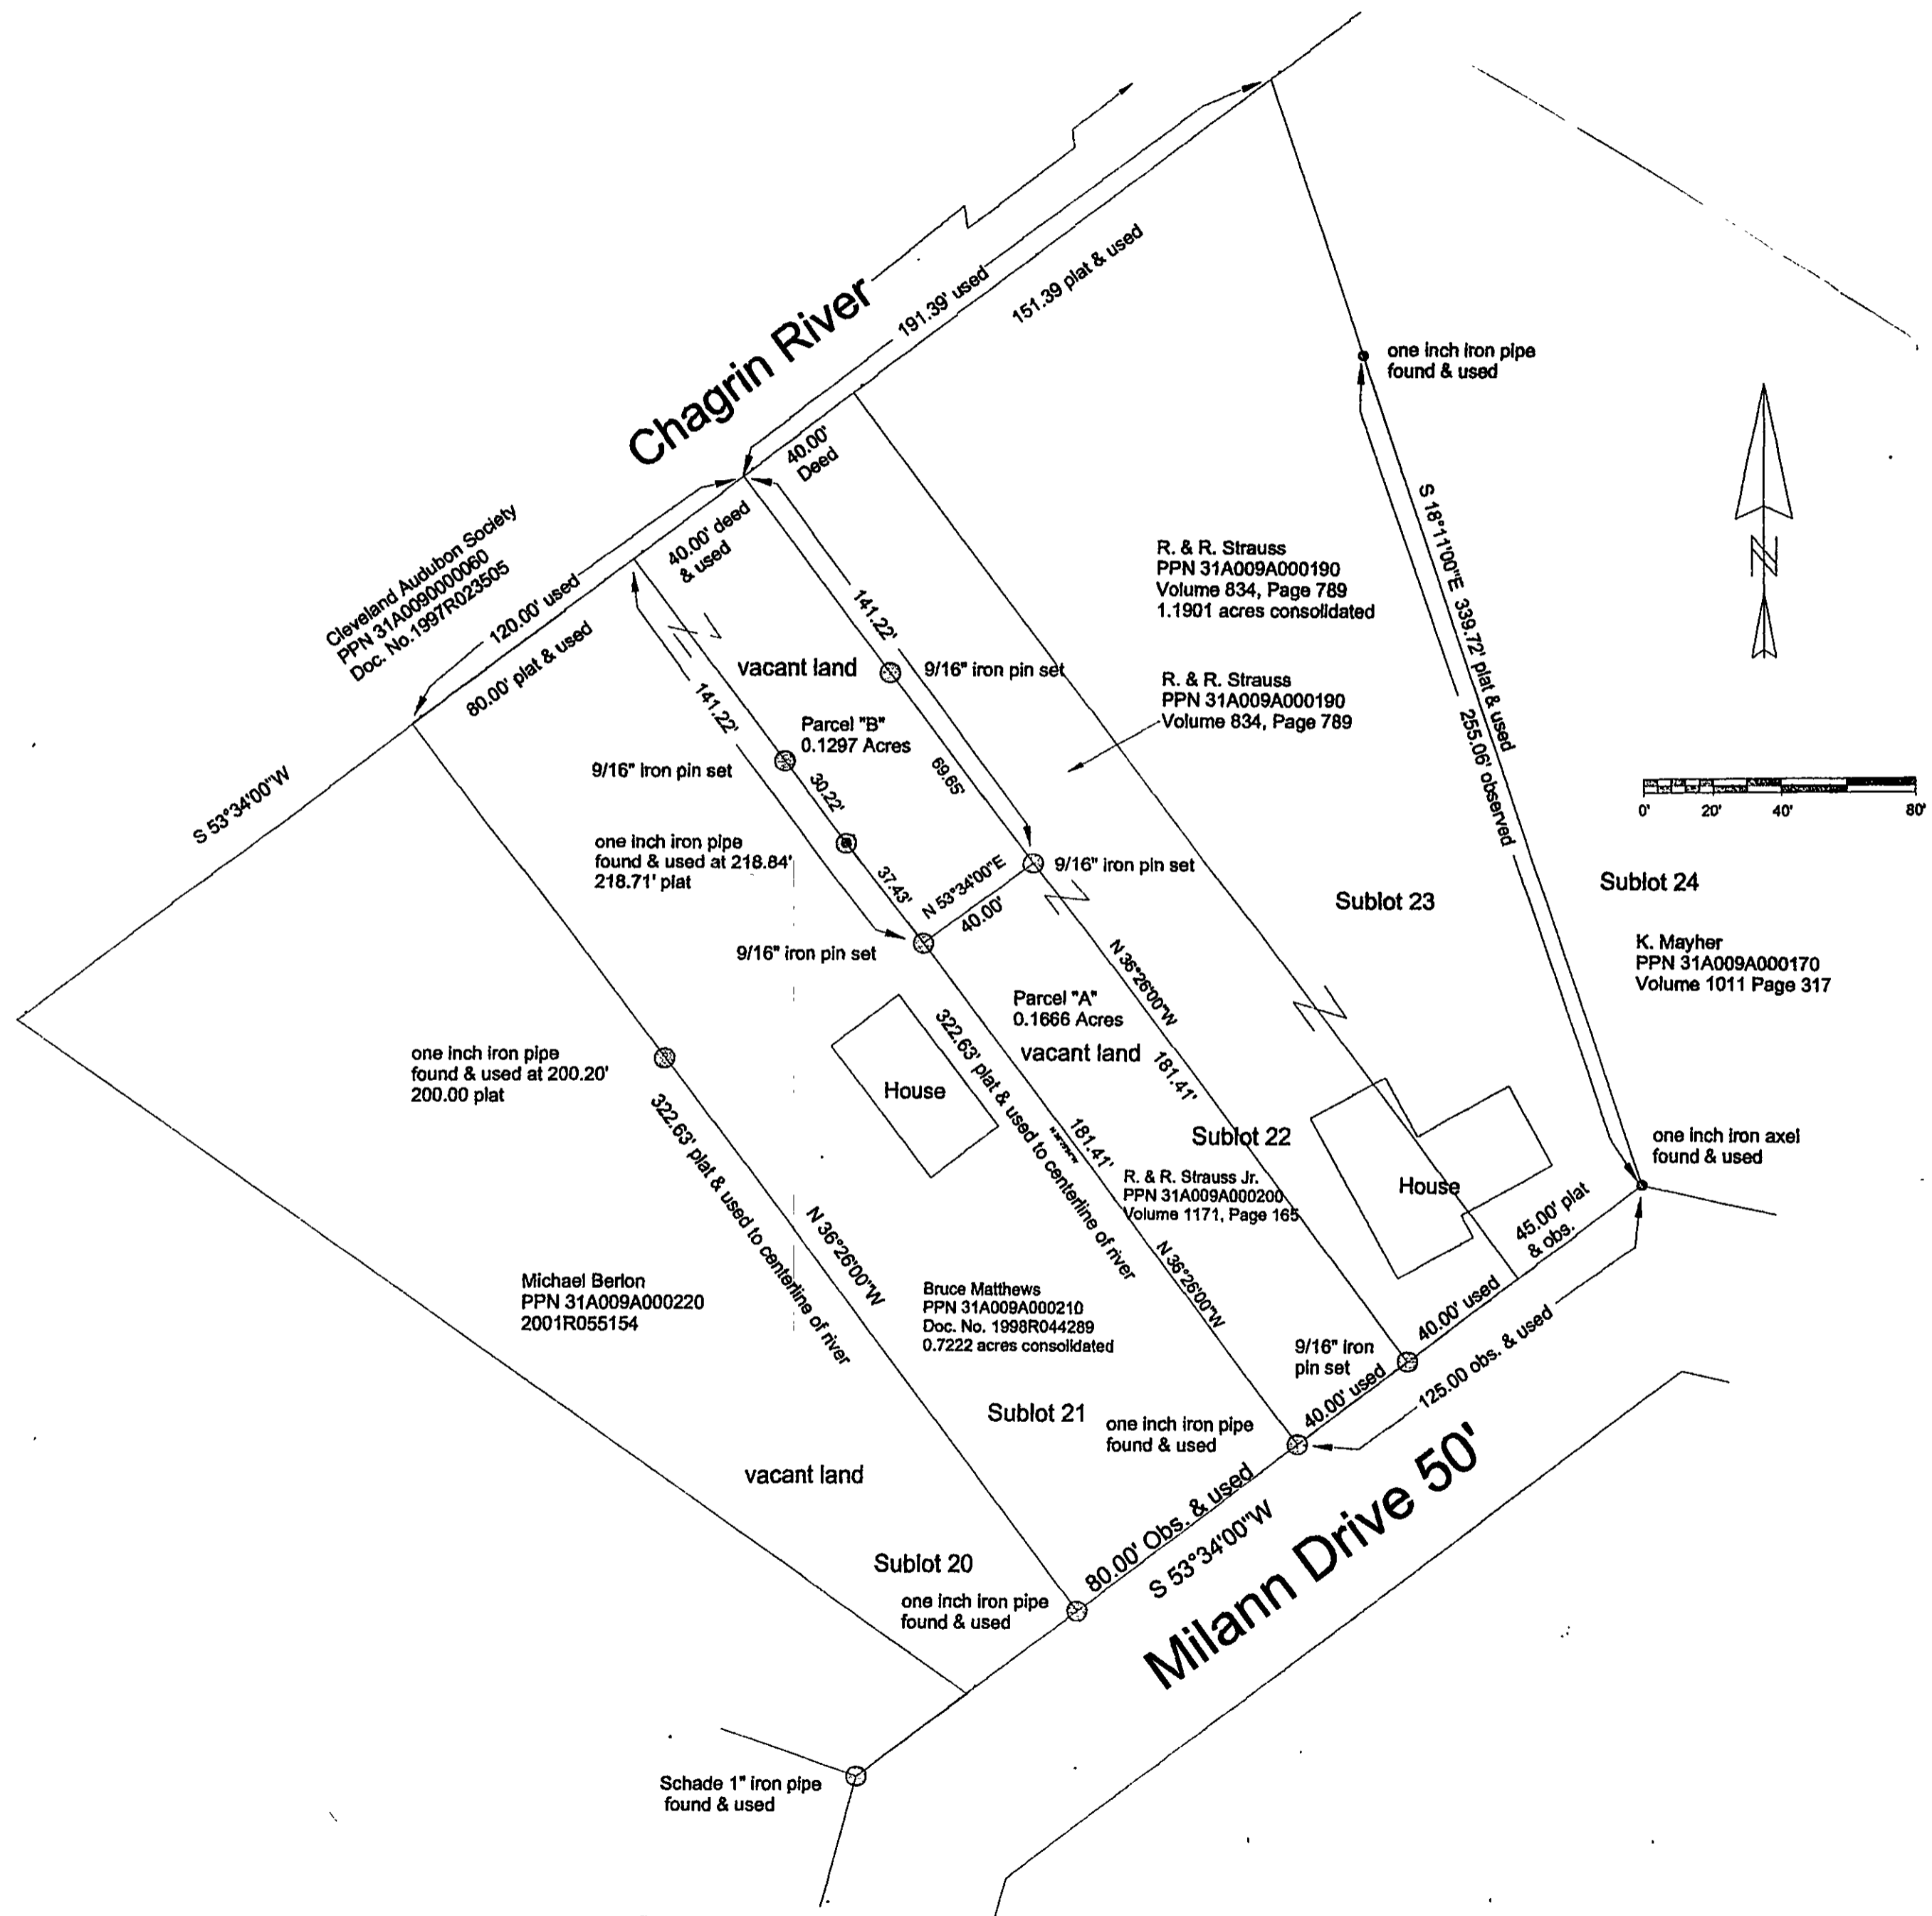 Chagrin River
191.39' used
151.39 plat & used
one inch iron pipe
found & used
40.00'
Deed
Cleveland Audubon Society
PPN 31A0090000060
Doc. No.1997R023505
120.00' used
80.00' plat & used
40.00' deed
& used
S 53°34'00"W
141.22'
141.22'
vacant land
9/16" iron pin set
Parcel "B"
0.1297 Acres
9/16" iron pin set
30.22'
69.65'
one inch iron pipe
found & used at 218.84'
218.71' plat
37.43'
N 53°34'00"E
40.00'
9/16" iron pin set
9/16" iron pin set
R. & R. Strauss
PPN 31A009A000190
Volume 834, Page 789
1.1901 acres consolidated
R. & R. Strauss
PPN 31A009A000190
Volume 834, Page 789
S 18°11'00"E 339.72' plat & used
255.06' observed
N
0' 20' 40' 80'
Sublot 24
Sublot 23
K. Mayher
PPN 31A009A000170
Volume 1011 Page 317
N 36°26'00"W
181.41'
Parcel "A"
0.1666 Acres
vacant land
322.63' plat & used to centerline of river
181.41'
N 36°26'00"W
House
one inch iron pipe
found & used at 200.20'
200.00 plat
322.63' plat & used to centerline of river
N 36°26'00"W
Sublot 22
R. & R. Strauss Jr.
PPN 31A009A000200
Volume 1171, Page 165
House
one inch iron axel
found & used
45.00' plat
& obs.
40.00' used
125.00 obs. & used
9/16" iron
pin set
40.00' used
Michael Berlon
PPN 31A009A000220
2001R055154
Bruce Matthews
PPN 31A009A000210
Doc. No. 1998R044289
0.7222 acres consolidated
Sublot 21
one inch iron pipe
found & used
vacant land
80.00' Obs. & used
S 53°34'00"W
Milann Drive 50'
Sublot 20
one inch iron pipe
found & used
Schade 1" iron pipe
found & used